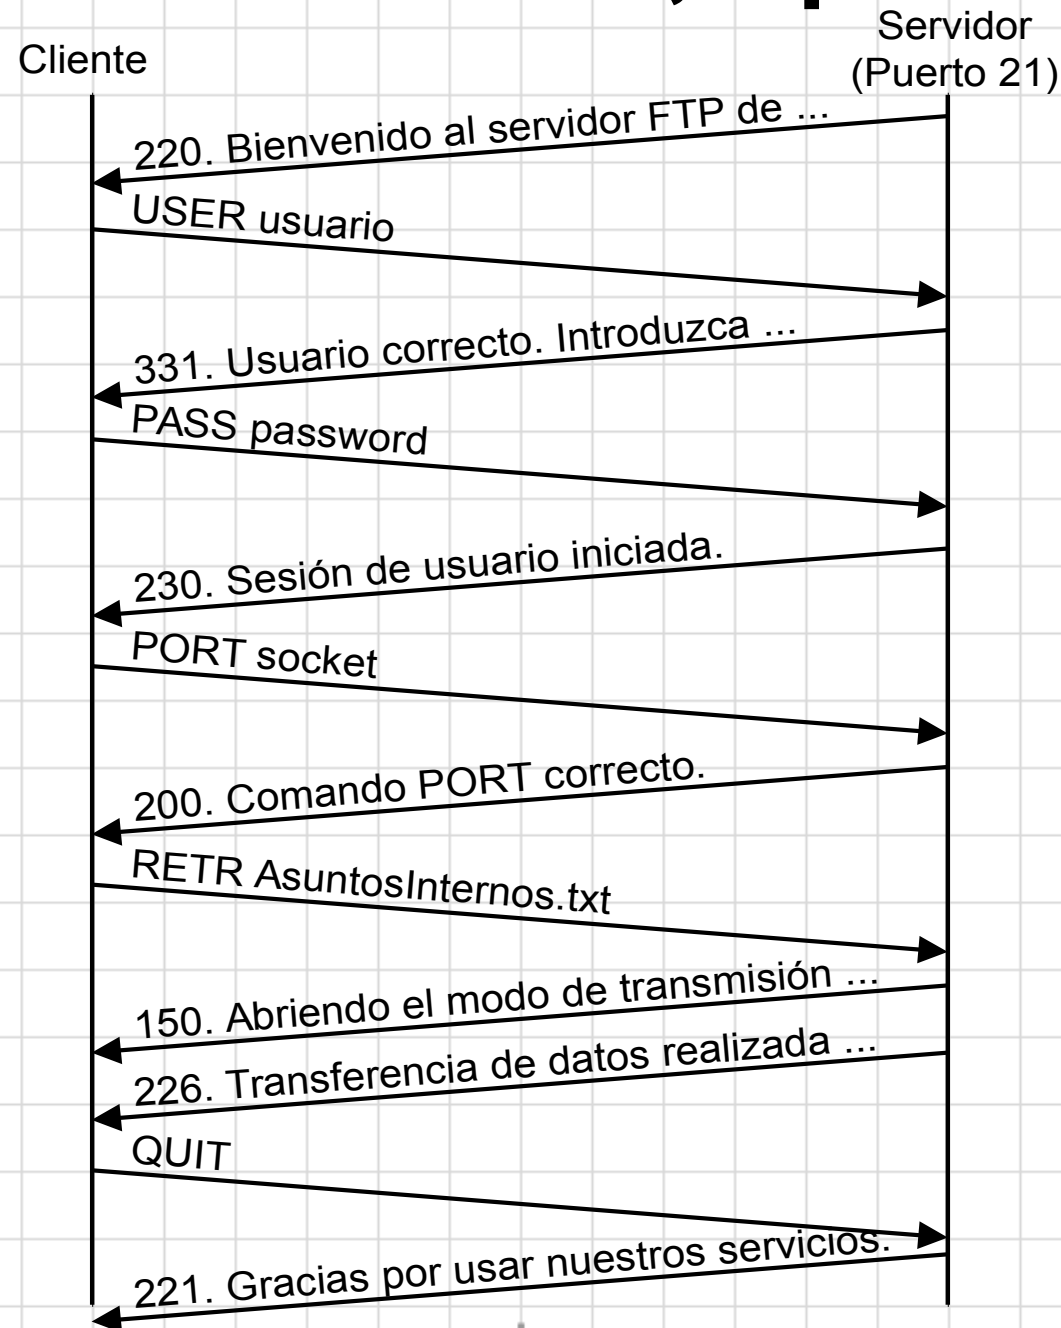 Cliente
Servidor
(Puerto 21)
220. Bienvenido al servidor FTP de ...
USER usuario
331. Usuario correcto. Introduzca ...
PASS password
230. Sesión de usuario iniciada.
PORT socket
200. Comando PORT correcto.
RETR AsuntosInternos.txt
150. Abriendo el modo de transmisión ...
226. Transferencia de datos realizada ...
QUIT
221. Gracias por usar nuestros servicios.